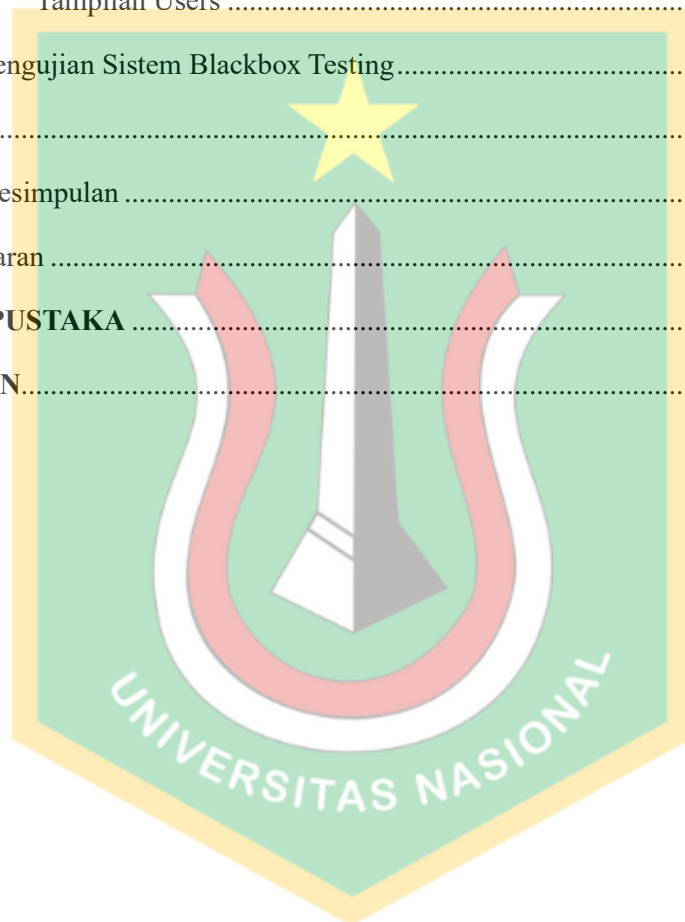 Tampilan Users ........................................................................
engujian Sistem Blackbox Testing............................................
........................................................................................................
esimpulan ..........................................................................................
aran .....................................................................................................
PUSTAKA ........................................................................................
N.....................................................................................................
UNIVERSITAS NASIONAL